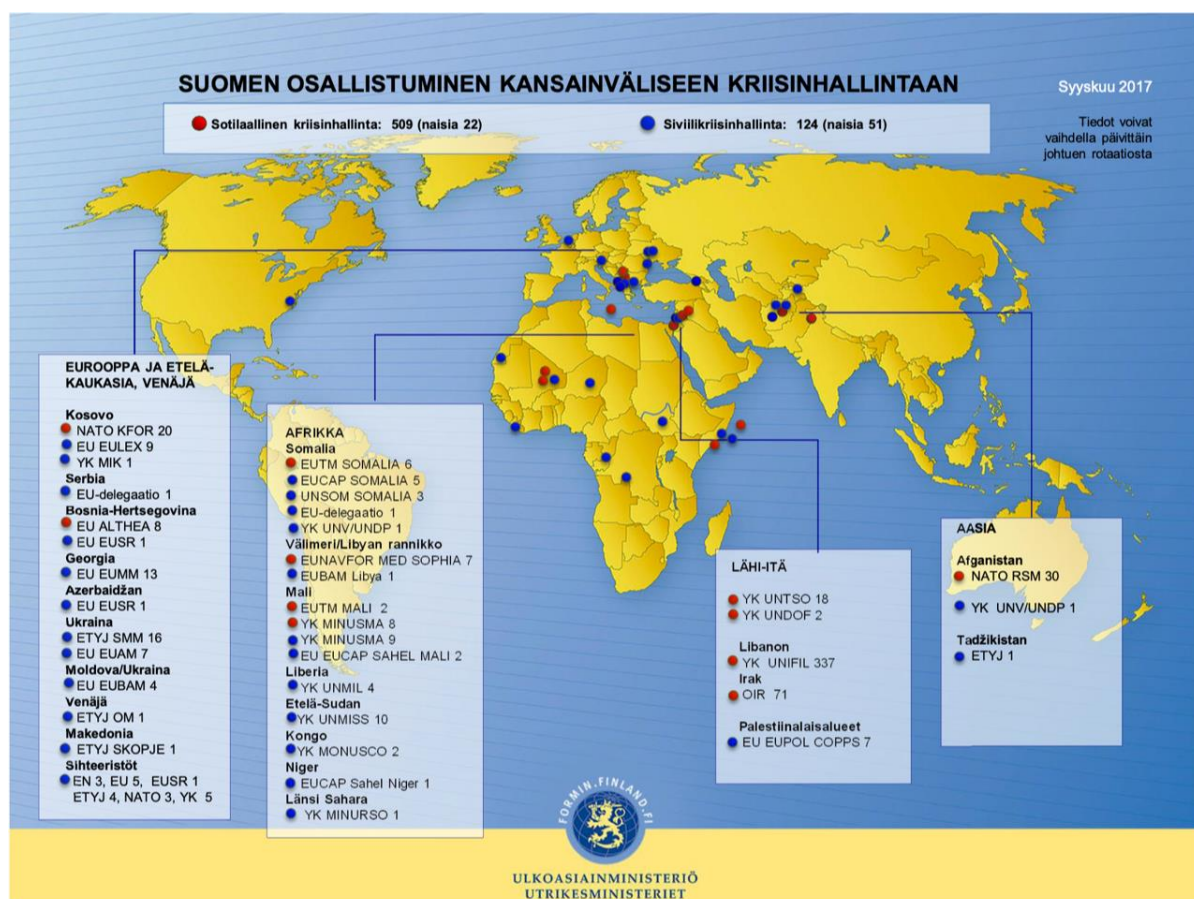 SUOMEN OSALLISTUMINEN KANSAINVÄLISEEN KRIISINHALLINTAAN
Syyskuu 2017
Sotilaallinen kriisinhallinta: 509 (naisia 22)
Siviilikriisinhallinta: 124 (naisia 51)
Tiedot voivat
vaihdella päivittäin
johtuen rotaatiosta
EUROOPPA JA ETELÄ-
KAUKASIA, VENÄJÄ
Kosovo
NATO KFOR 20
EU EULEX 9
YK MIK 1
Serbia
EU-delegaatio 1
Bosnia-Hertsegovina
EU ALTHEA 8
EU EUSR 1
Georgia
EU EUMM 13
Azerbaidžan
EU EUSR 1
Ukraina
ETYJ SMM 16
EU EUAM 7
Moldova/Ukraina
EU EUBAM 4
Venäjä
ETYJ OM 1
Makedonia
ETYJ SKOPJE 1
Sihteeristöt
EN 3, EU 5, EUSR 1
ETYJ 4, NATO 3, YK 5
AFRIKKA
Somalia
EUTM SOMALIA 6
EUCAP SOMALIA 5
UNSOM SOMALIA 3
EU-delegaatio 1
YK UNV/UNDP 1
Välimeri/Libyan rannikko
EUNAVFOR MED SOPHIA 7
EUBAM Libya 1
Mali
EUTM MALI 2
YK MINUSMA 8
YK MINUSMA 9
EU EUCAP SAHEL MALI 2
Liberia
YK UNMIL 4
Etelä-Sudan
YK UNMISS 10
Kongo
YK MONUSCO 2
Niger
EUCAP Sahel Niger 1
Länsi Sahara
YK MINURSO 1
LÄHI-ITÄ
YK UNTSO 18
YK UNDOF 2
Libanon
YK UNIFIL 337
Irak
OIR 71
Palestiinalaisalueet
EU EUPOL COPPS 7
AASIA
Afganistan
NATO RSM 30
YK UNV/UNDP 1
Tadžikistan
ETYJ 1
FORMIN.FINLAND.FI
ULKOASIAINMINISTERIÖ
UTRIKESMINISTERIET